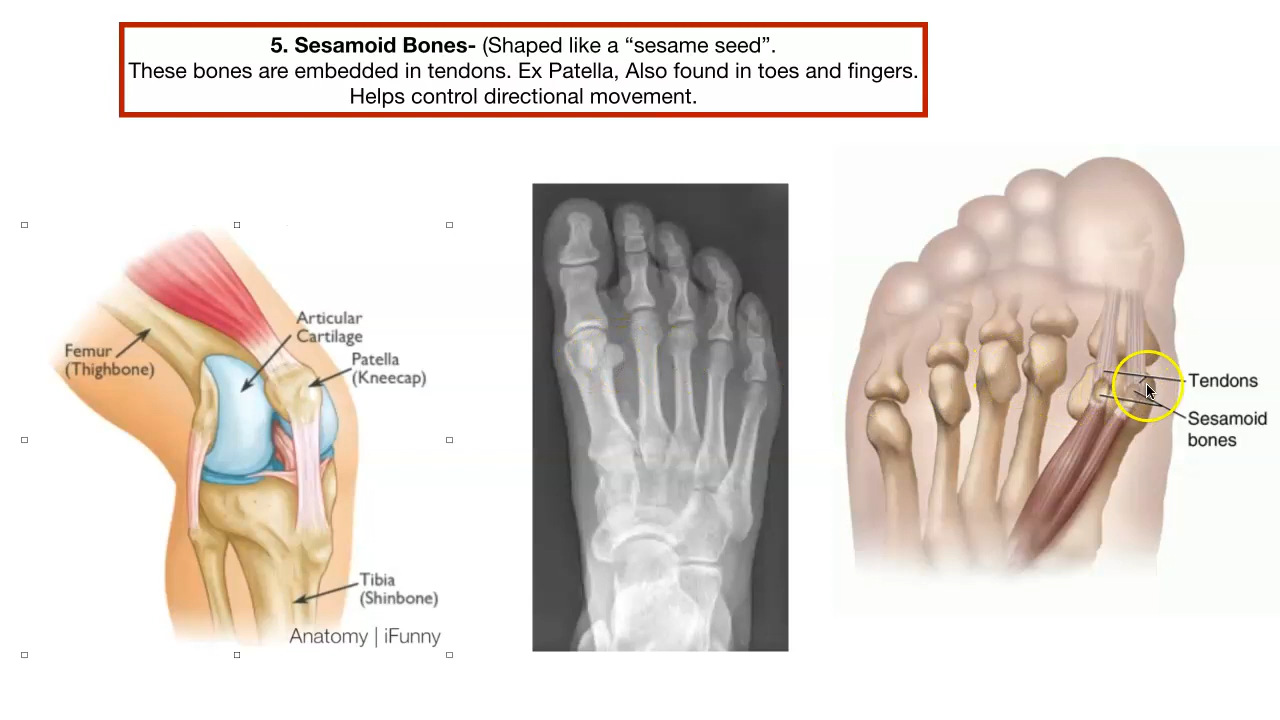 5. Sesamoid Bones- (Shaped like a “sesame seed”.
These bones are embedded in tendons. Ex Patella, Also found in toes and fingers.
Helps control directional movement.
Articular
Cartilage
Femur
(Thighbone)
Patella
(Kneecap)
Tibia
(Shinbone)
Anatomy | iFunny
Tendons
Sesamoid
bones